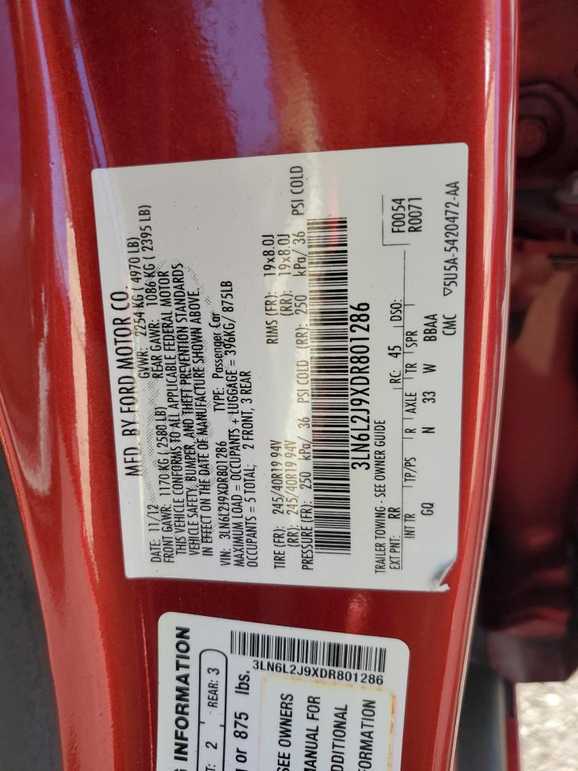 MFD. BY FORD MOTOR CO.
DATE: 11/12 GVWR: 2254 KG ( 4970 LB)
FRONT GAWR: 1170 KG ( 2580 LB) REAR GAWR: 1086 KG ( 2395 LB)
THIS VEHICLE CONFORMS TO ALL APPLICABLE FEDERAL MOTOR
VEHICLE SAFETY, BUMPER, AND THEFT PREVENTION STANDARDS
IN EFFECT ON THE DATE OF MANUFACTURE SHOWN ABOVE.
VIN: 3LN6L2J9XDR801286 TYPE: Passenger Car
MAXIMUM LOAD = OCCUPANTS + LUGGAGE = 396KG/ 875LB
OCCUPANTS = 5 TOTAL; 2 FRONT, 3 REAR
TIRE (FR): 245/40R19 94V RIMS (FR): 19x8.0J
(RR): 245/40R19 94V (RR): 19x8.0J
PRESSURE (FR): 250 kPa/ 36 PSI COLD (RR): 250 kPa/ 36 PSI COLD
3LN6L2J9XDR801286
TRAILER TOWING - SEE OWNER GUIDE
F0054
EXT PNT: RR RC: 45 DSO: R0071
INT TR TP/PS R AXLE TR SPR
GQ N 33 W BBAA
CMC ▽5U5A-5420472-AA
3LN6L2J9XDR801286
G INFORMATION
NT: 2 REAR: 3
g or 875 lbs.
SEE OWNERS
MANUAL FOR
ADDITIONAL
FORMATION